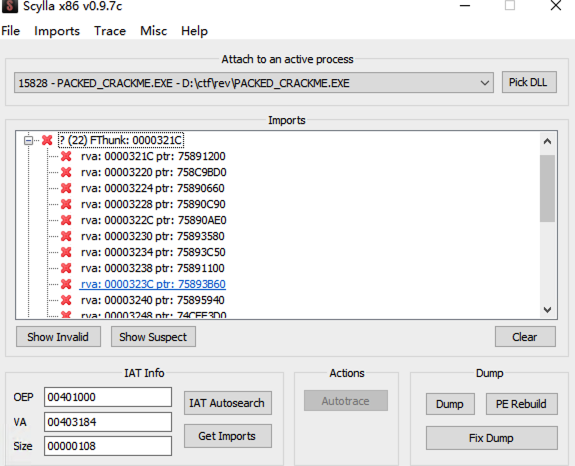 Scylla x86 v0.9.7c
File Imports Trace Misc Help
Attach to an active process
15828 - PACKED_CRACKME.EXE - D:\ctf\rev\PACKED_CRACKME.EXE
Pick DLL
Imports
? (22) FThunk: 0000321C
rva: 0000321C ptr: 75891200
rva: 00003220 ptr: 758C9BD0
rva: 00003224 ptr: 75890660
rva: 00003228 ptr: 75890C90
rva: 0000322C ptr: 75890AE0
rva: 00003230 ptr: 75893580
rva: 00003234 ptr: 75893C50
rva: 00003238 ptr: 75891100
rva: 0000323C ptr: 75893B60
rva: 00003240 ptr: 75895940
rva: 00003248 ptr: 74CFF3D0
Show Invalid Show Suspect Clear
IAT Info
OEP 00401000
VA 00403184
Size 00000108
IAT Autosearch
Get Imports
Actions
Autotrace
Dump
Dump PE Rebuild
Fix Dump